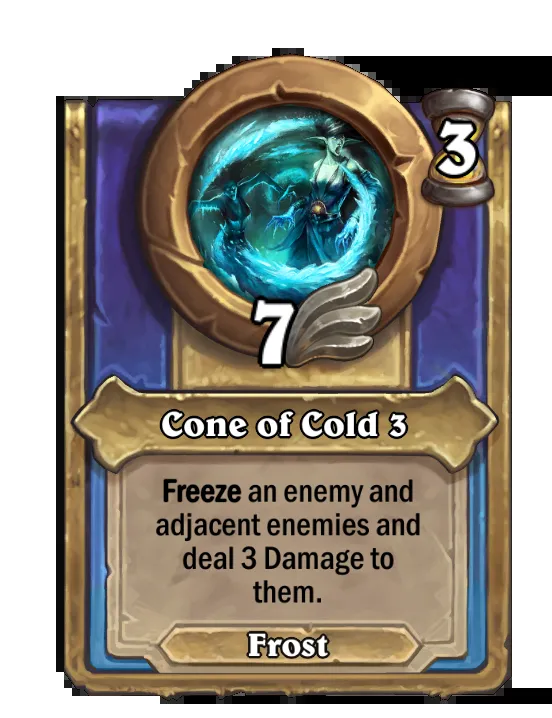 3
7
Cone of Cold 3
Freeze an enemy and
adjacent enemies and
deal 3 Damage to
them.
Frost